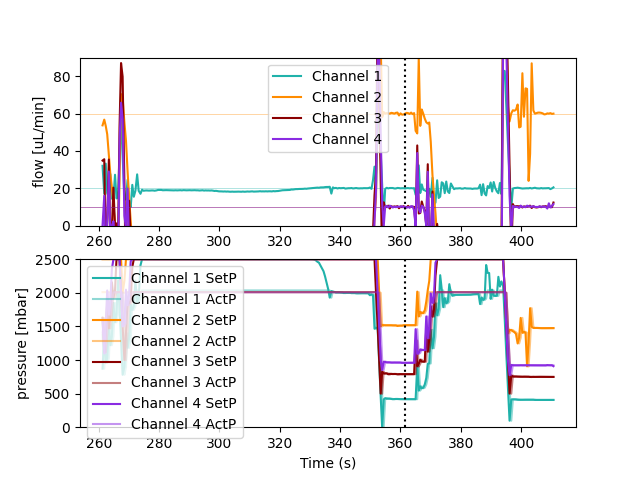 80
60
40
20
0
flow [uL/min]
Channel 1
Channel 2
Channel 3
Channel 4
260
280
300
320
340
360
380
400
2500
2000
1500
1000
500
0
pressure [mbar]
Channel 1 SetP
Channel 1 ActP
Channel 2 SetP
Channel 2 ActP
Channel 3 SetP
Channel 3 ActP
Channel 4 SetP
Channel 4 ActP
260
280
300
320
340
360
380
400
Time (s)